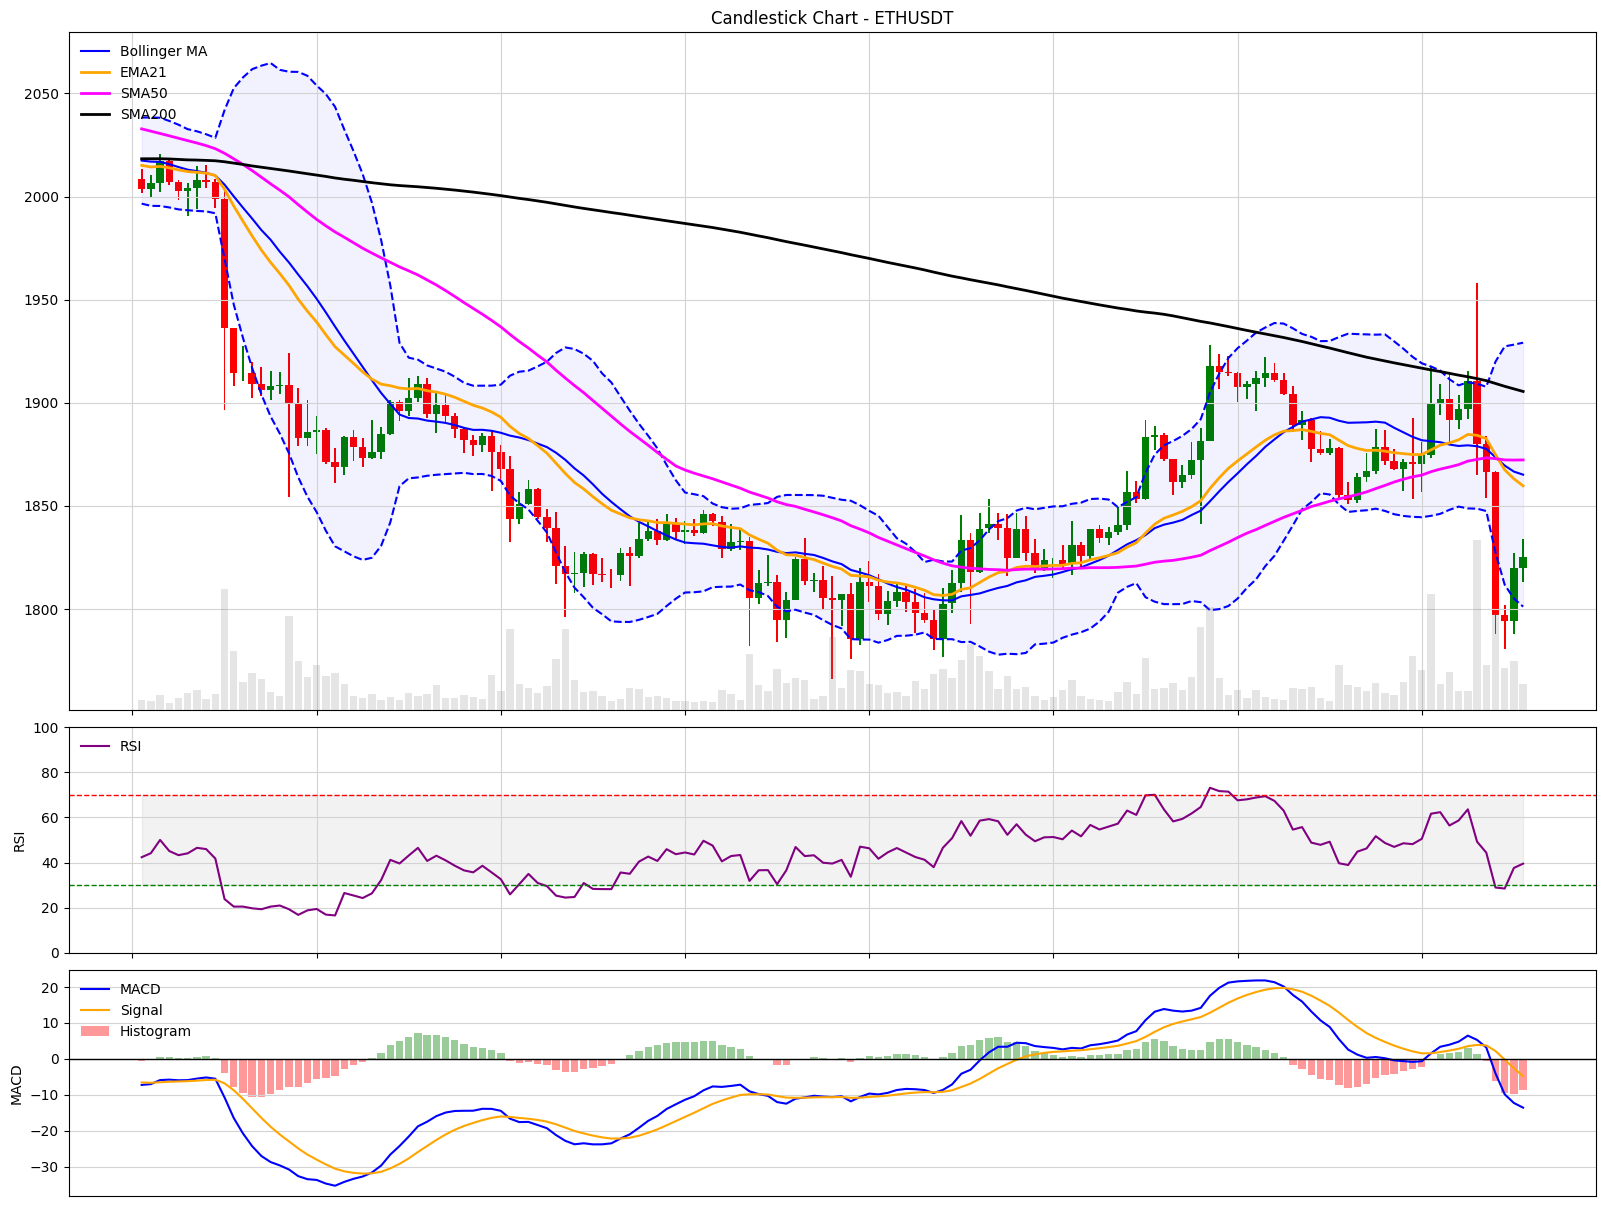 Candlestick Chart - ETHUSDT
Bollinger MA
EMA21
SMA50
SMA200
2050
2000
1950
1900
1850
1800
100
80
60
40
20
0
RSI
RSI
20
10
0
−10
−20
−30
MACD
MACD
Signal
Histogram